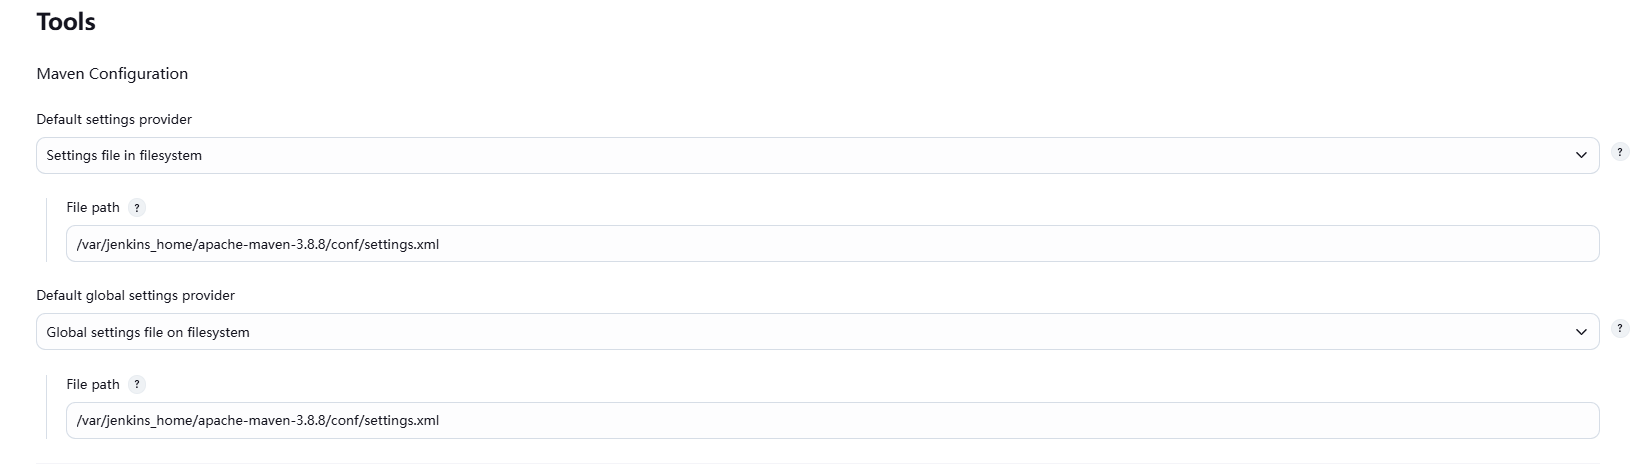 Tools
Maven Configuration
Default settings provider
Settings file in filesystem
?
File path ?
/var/jenkins_home/apache-maven-3.8.8/conf/settings.xml
Default global settings provider
Global settings file on filesystem
?
File path ?
/var/jenkins_home/apache-maven-3.8.8/conf/settings.xml